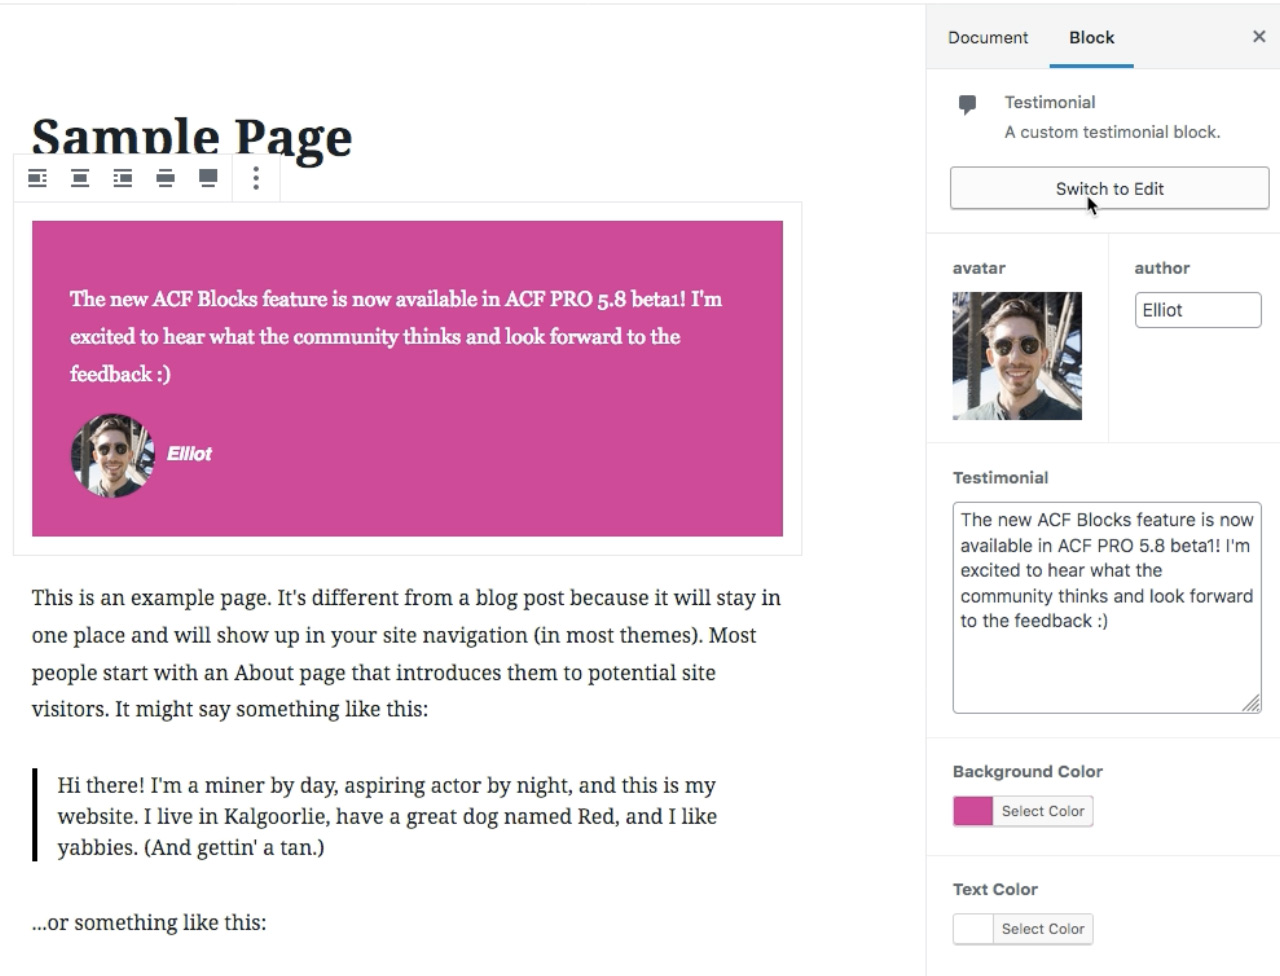 Sample Page
The new ACF Blocks feature is now available in ACF PRO 5.8 beta1! I'm
excited to hear what the community thinks and look forward to the
feedback :)
Elliot
This is an example page. It's different from a blog post because it will stay in
one place and will show up in your site navigation (in most themes). Most
people start with an About page that introduces them to potential site
visitors. It might say something like this:
Hi there! I'm a miner by day, aspiring actor by night, and this is my
website. I live in Kalgoorlie, have a great dog named Red, and I like
yabbies. (And gettin' a tan.)
...or something like this:
Document
Block
Testimonial
A custom testimonial block.
Switch to Edit
avatar
author
Elliot
Testimonial
The new ACF Blocks feature is now
available in ACF PRO 5.8 beta1! I'm
excited to hear what the
community thinks and look forward
to the feedback :)
Background Color
Select Color
Text Color
Select Color